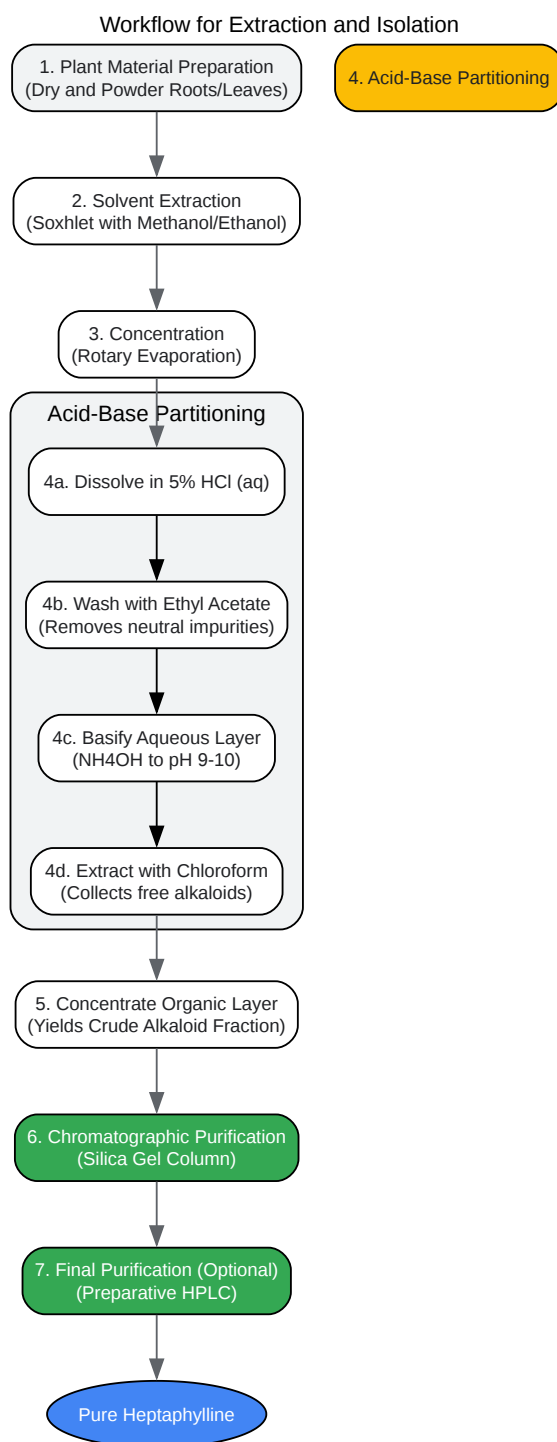 Workflow for Extraction and Isolation
1. Plant Material Preparation
(Dry and Powder Roots/Leaves)
4. Acid-Base Partitioning
2. Solvent Extraction
(Soxhlet with Methanol/Ethanol)
3. Concentration
(Rotary Evaporation)
Acid-Base Partitioning
4a. Dissolve in 5% HCl (aq)
4b. Wash with Ethyl Acetate
(Removes neutral impurities)
4c. Basify Aqueous Layer
(NH4OH to pH 9-10)
4d. Extract with Chloroform
(Collects free alkaloids)
5. Concentrate Organic Layer
(Yields Crude Alkaloid Fraction)
6. Chromatographic Purification
(Silica Gel Column)
7. Final Purification (Optional)
(Preparative HPLC)
Pure Heptaphylline